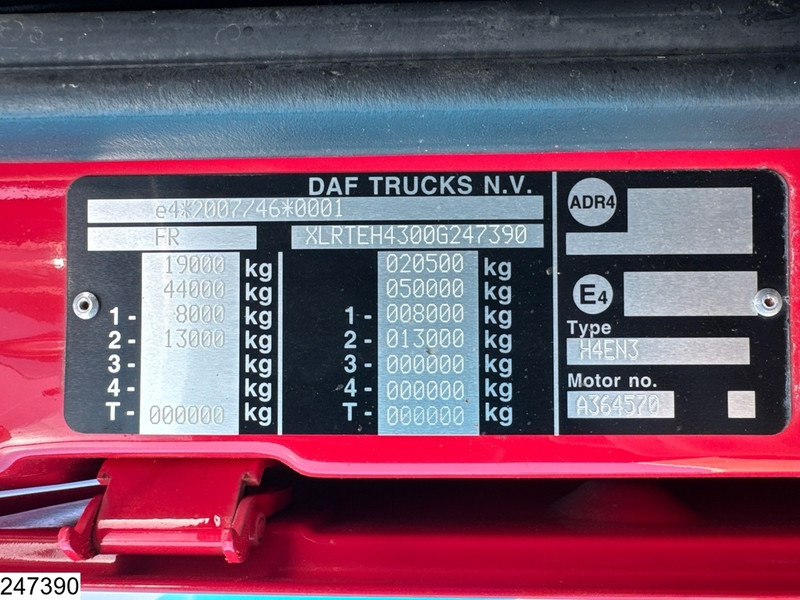 DAF TRUCKS N.V.
e4*2007/46*0001
FR XLRTEH4300G247390
19000 kg 020500 kg
44000 kg 050000 kg
1- 8000 kg 1- 008000 kg
2- 13000 kg 2- 013000 kg
3- kg 3- 000000 kg
4- kg 4- 000000 kg
T- 000000 kg T- 000000 kg
ADR4
E4
Type
H4EN3
Motor no.
A364570
247390